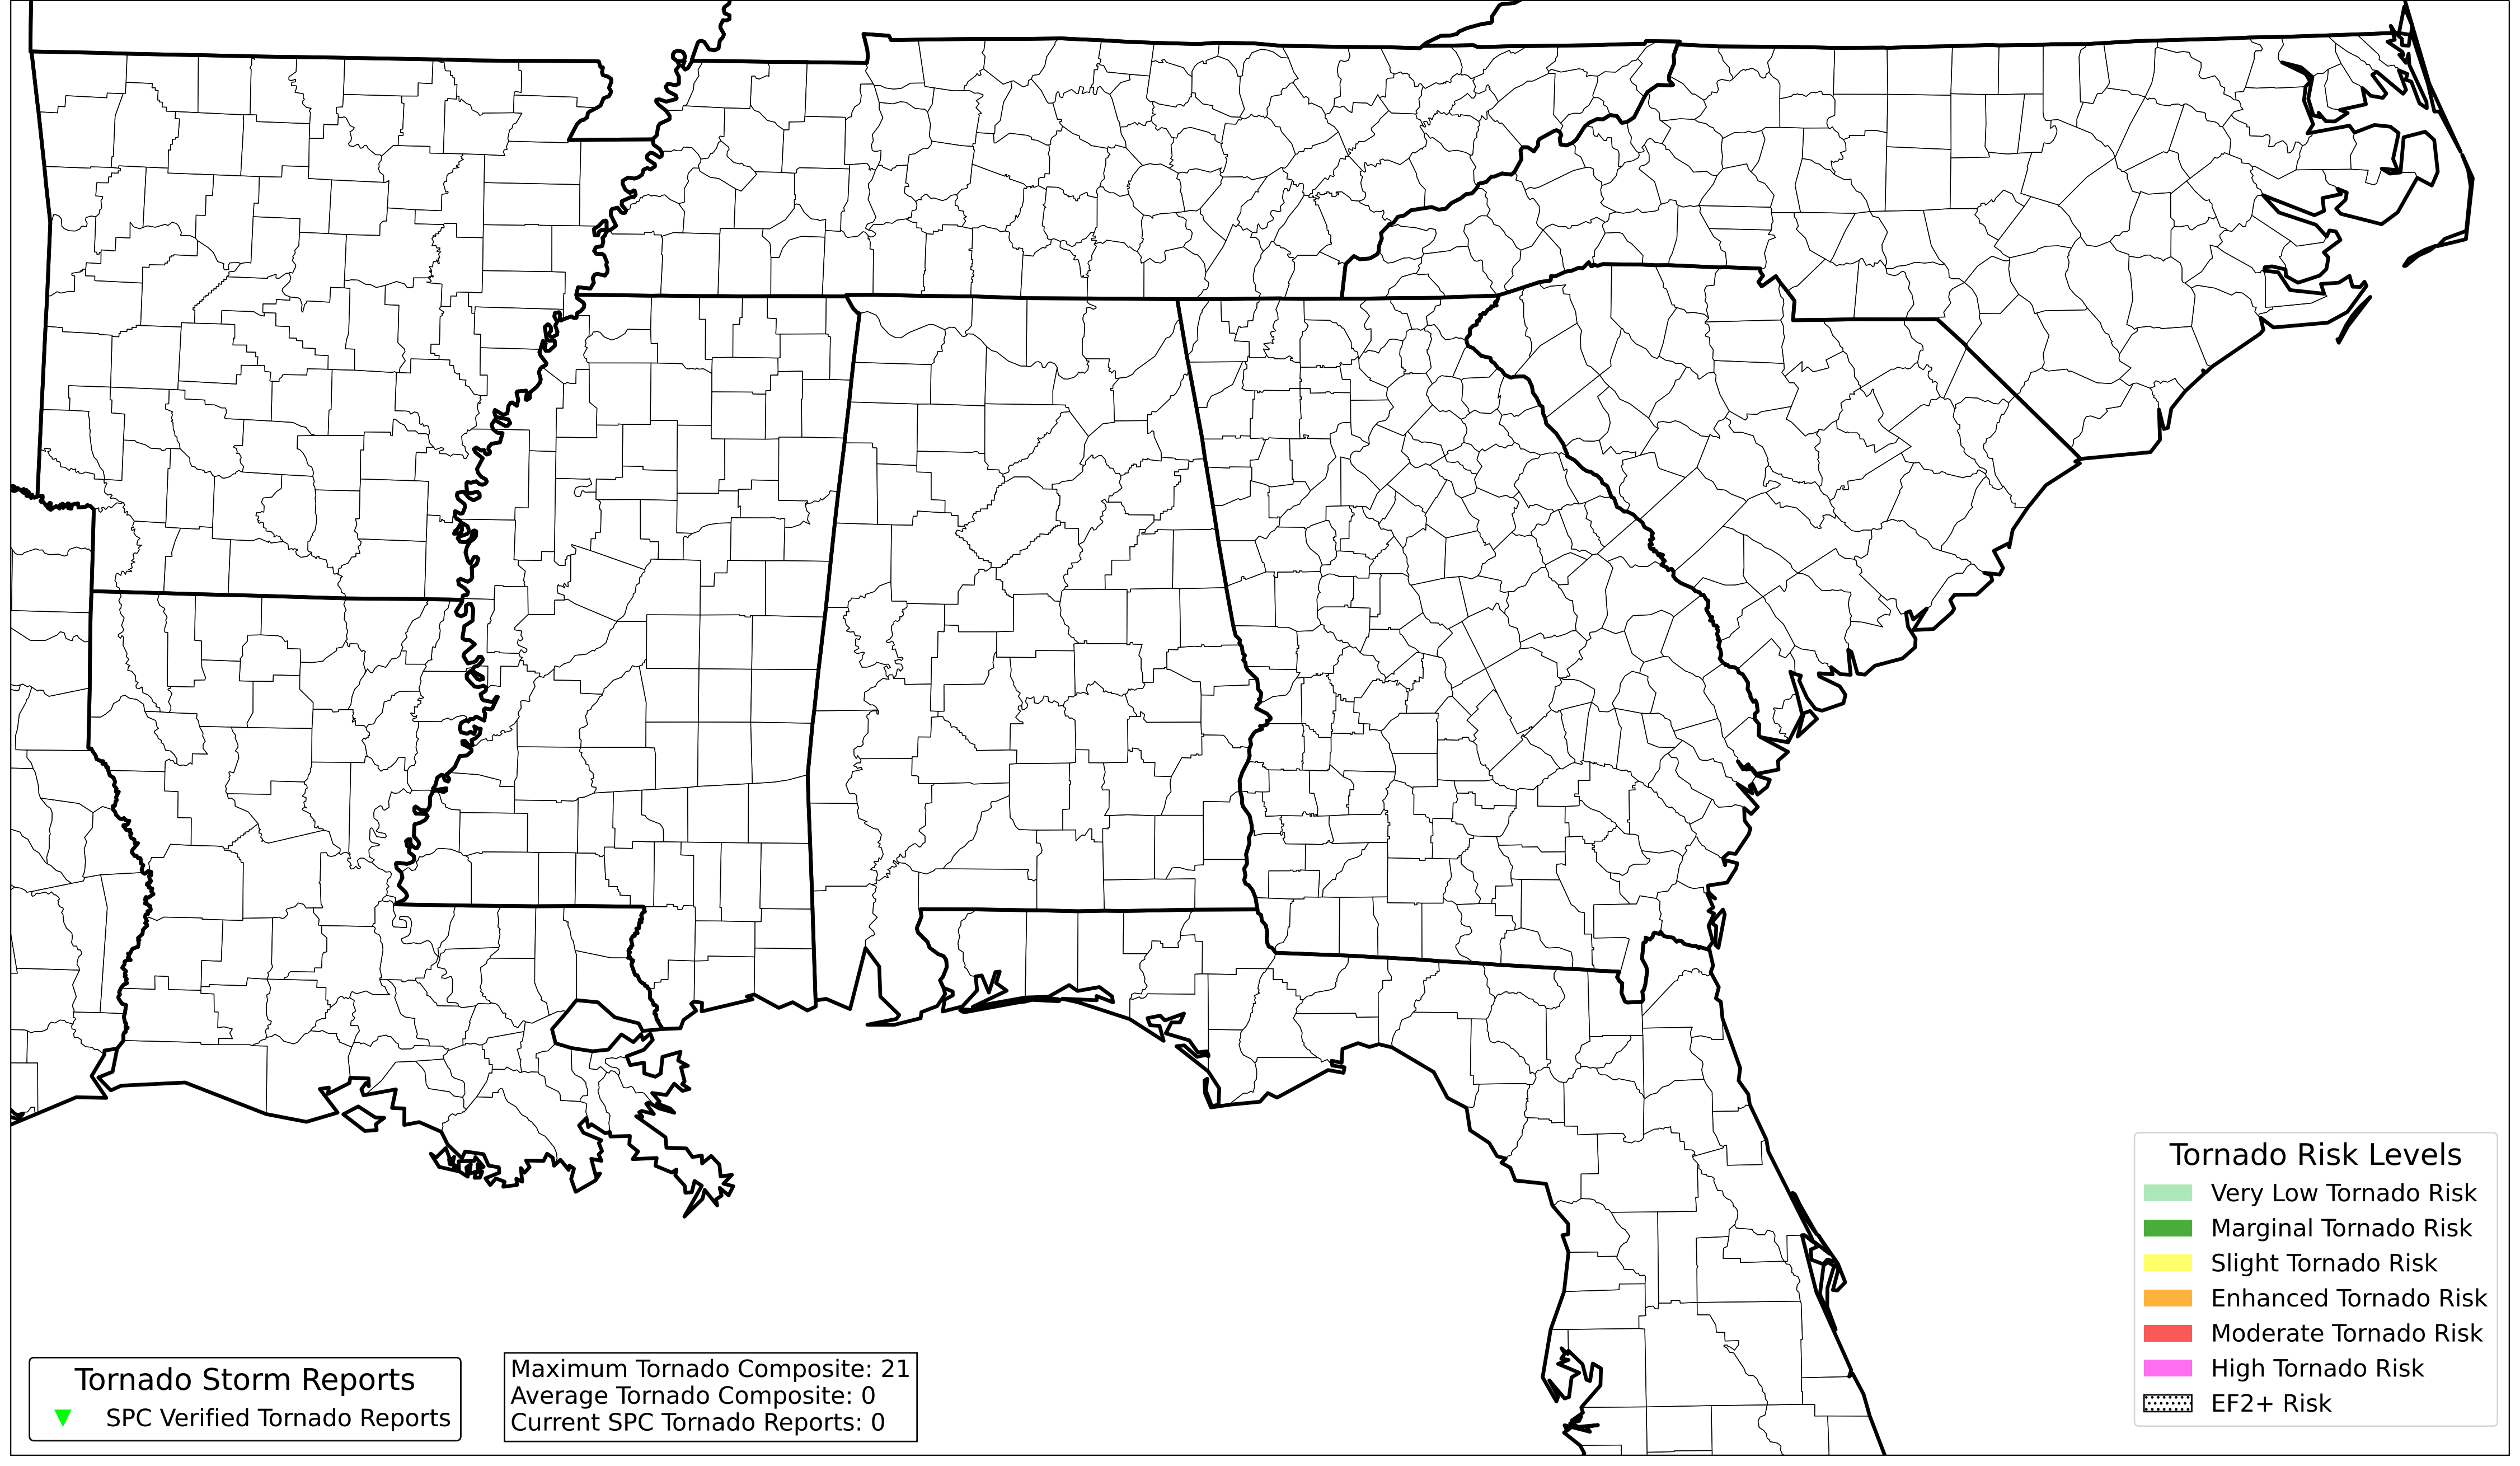 Tornado Risk Levels
Very Low Tornado Risk
Marginal Tornado Risk
Slight Tornado Risk
Enhanced Tornado Risk
Moderate Tornado Risk
High Tornado Risk
EF2+ Risk
Tornado Storm Reports
SPC Verified Tornado Reports
Maximum Tornado Composite: 21
Average Tornado Composite: 0
Current SPC Tornado Reports: 0